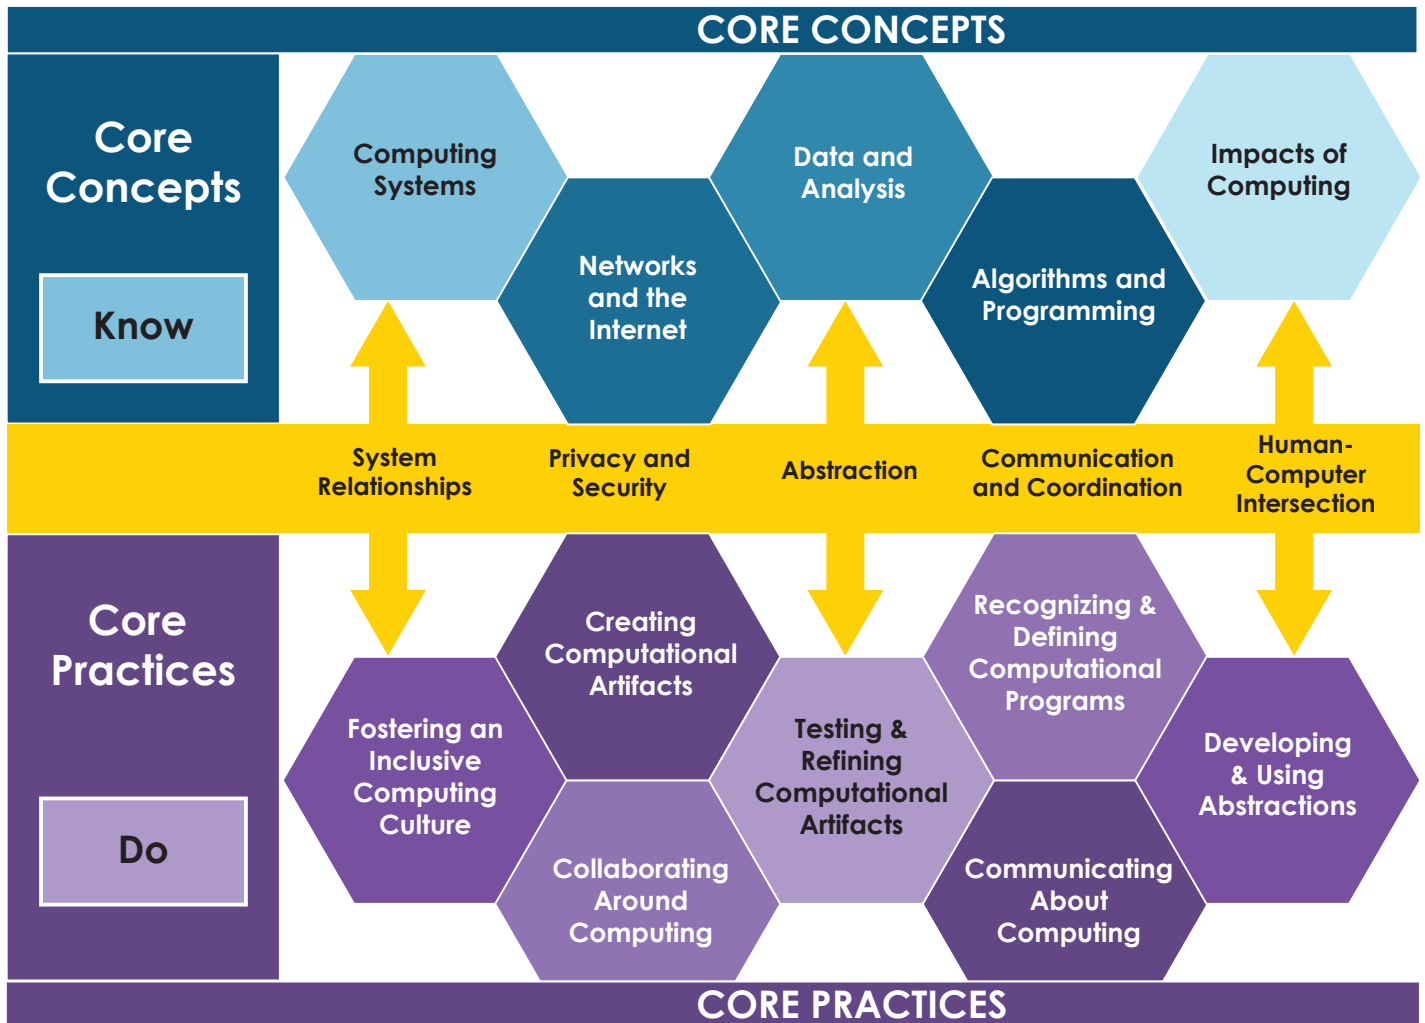 CORE CONCEPTS
Core
Concepts
Know
Computing
Systems
Networks
and the
Internet
Data and
Analysis
Algorithms and
Programming
Impacts of
Computing
System
Relationships
Privacy and
Security
Abstraction
Communication
and Coordination
Human-
Computer
Intersection
Core
Practices
Do
Fostering an
Inclusive
Computing
Culture
Creating
Computational
Artifacts
Collaborating
Around
Computing
Testing &
Refining
Computational
Artifacts
Recognizing &
Defining
Computational
Programs
Communicating
About
Computing
Developing
& Using
Abstractions
CORE PRACTICES